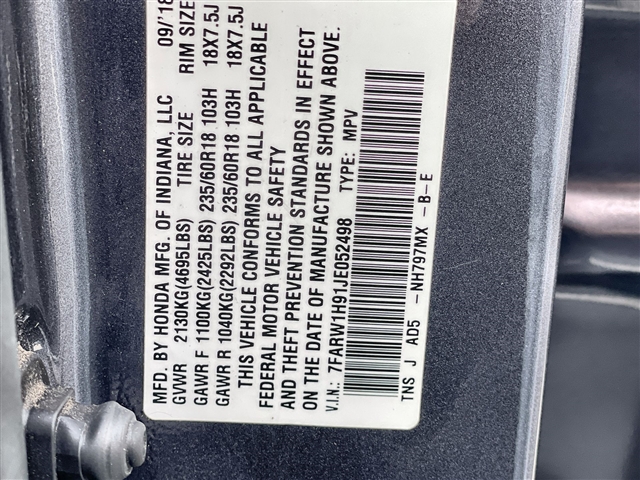 MFD. BY HONDA MFG. OF INDIANA, LLC 09/'18
GVWR 2130KG(4695LBS) TIRE SIZE RIM SIZE
GAWR F 1100KG(2425LBS) 235/60R18 103H 18X7.5J
GAWR R 1040KG(2292LBS) 235/60R18 103H 18X7.5J
THIS VEHICLE CONFORMS TO ALL APPLICABLE
FEDERAL MOTOR VEHICLE SAFETY
AND THEFT PREVENTION STANDARDS IN EFFECT
ON THE DATE OF MANUFACTURE SHOWN ABOVE.
V.I.N.: 7FARW1H91JE052498 TYPE: MPV
TNS J AD5 -NH797MX -B-E